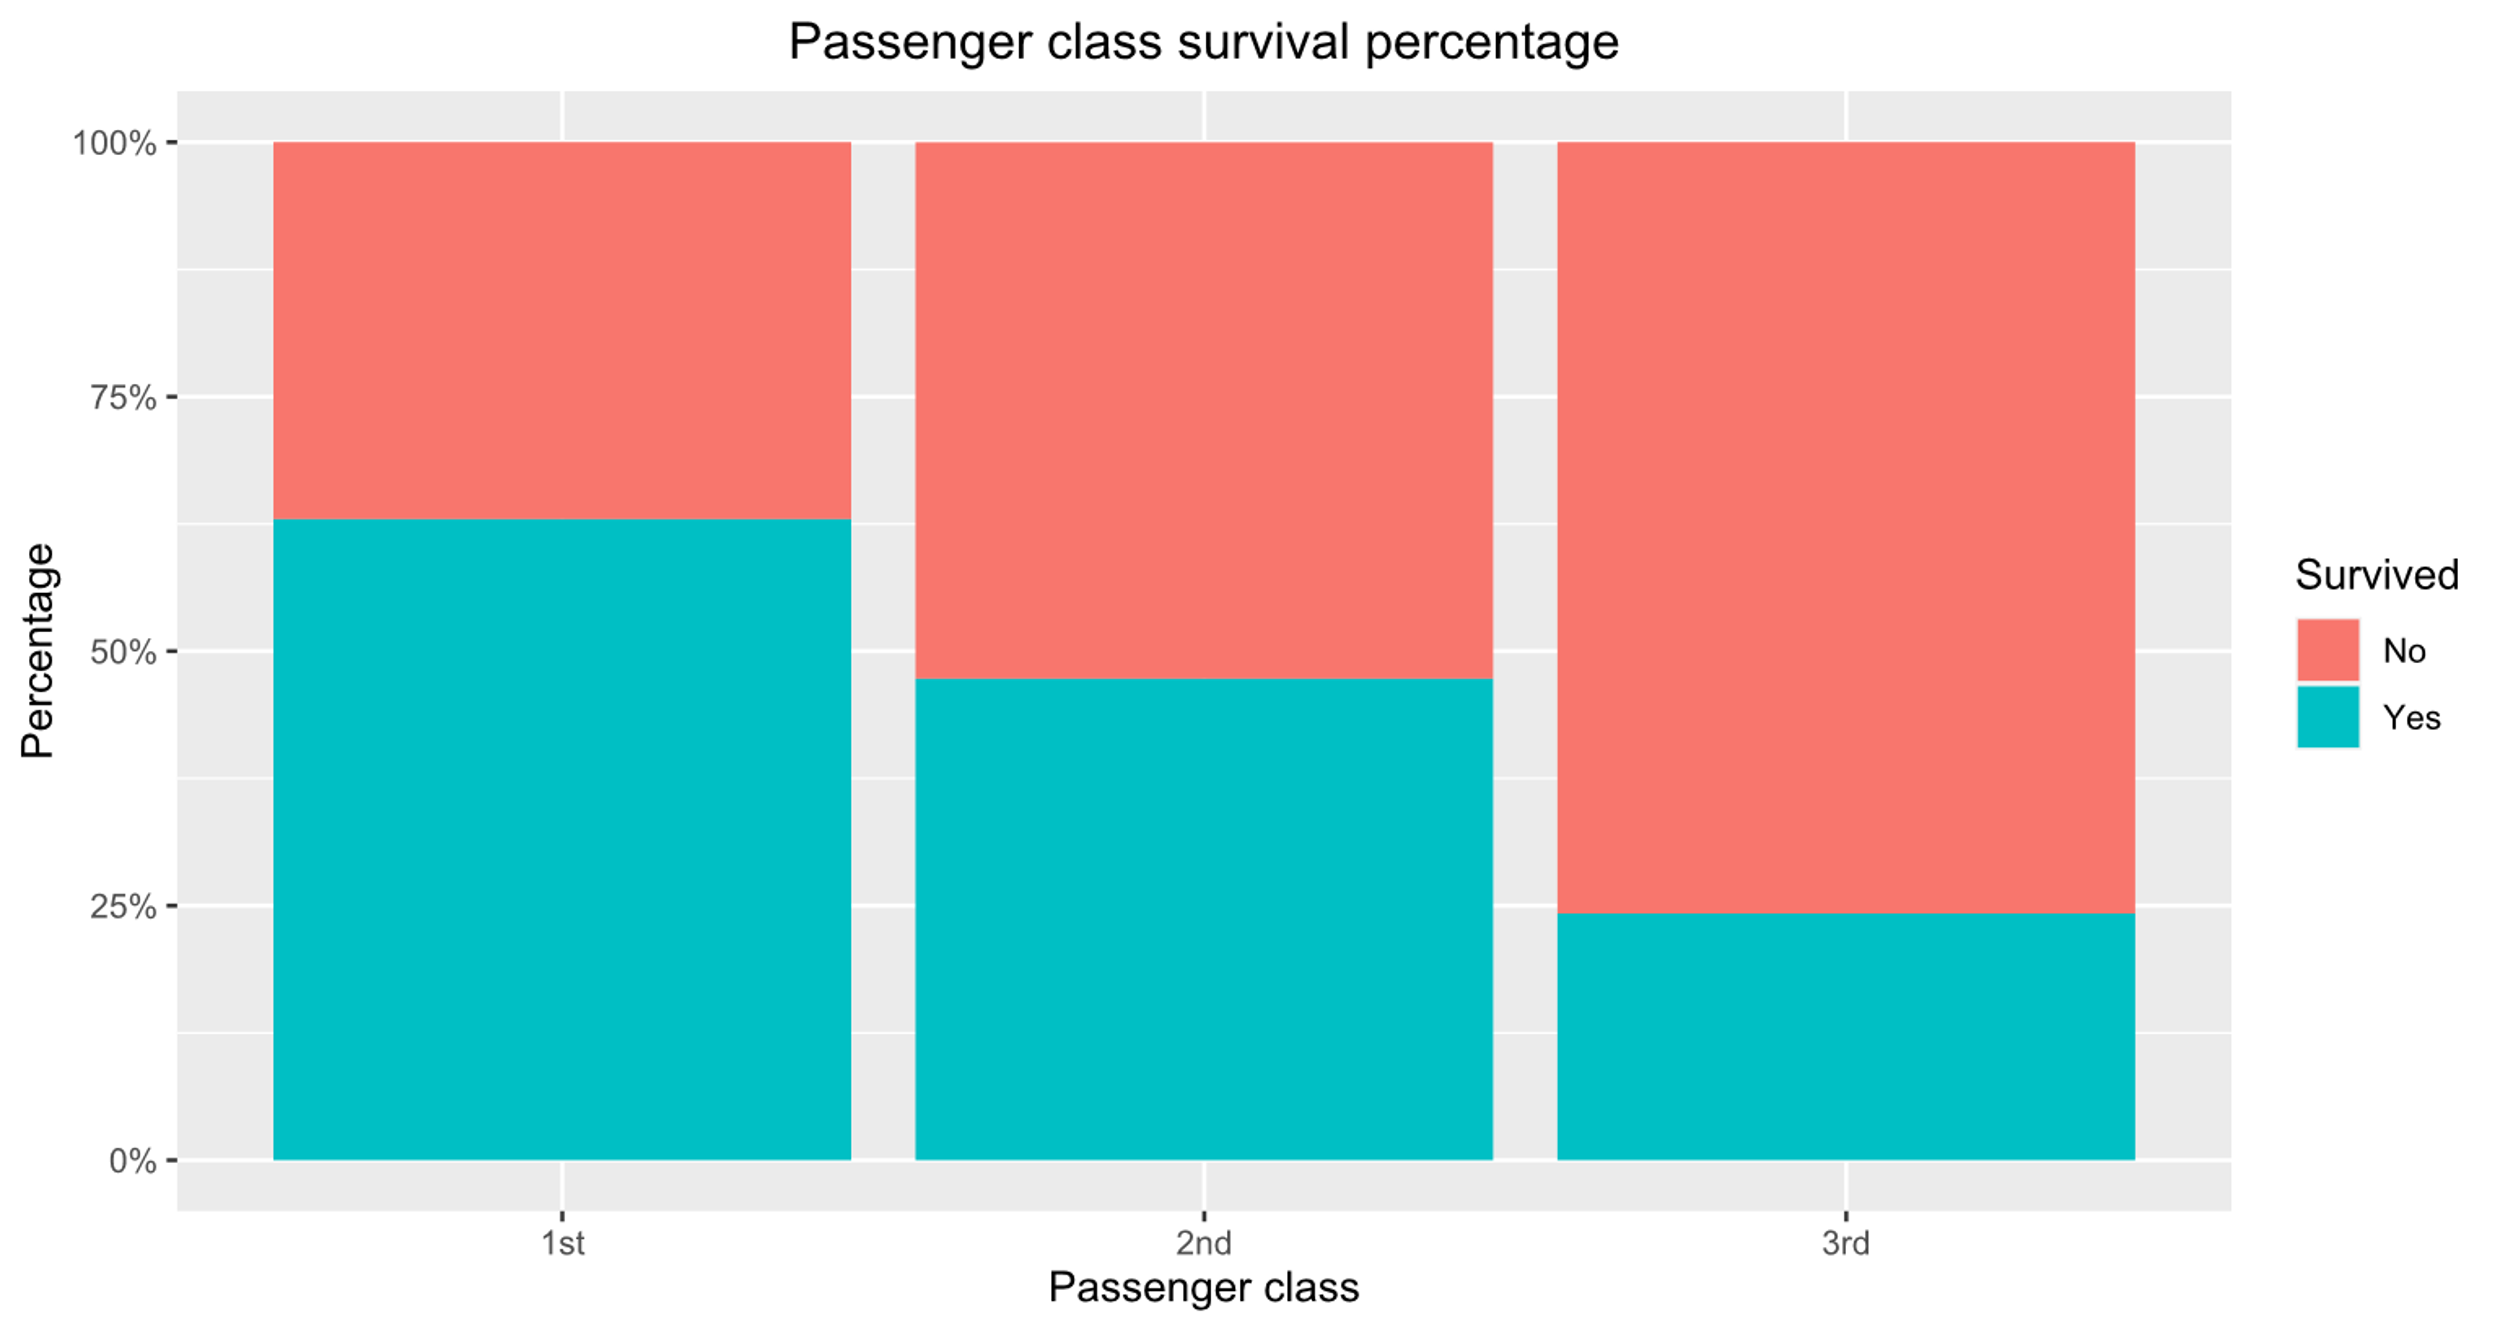 Passenger class survival percentage
100%
75%
50%
25%
0%
Percentage
1st
2nd
3rd
Passenger class
Survived
No
Yes